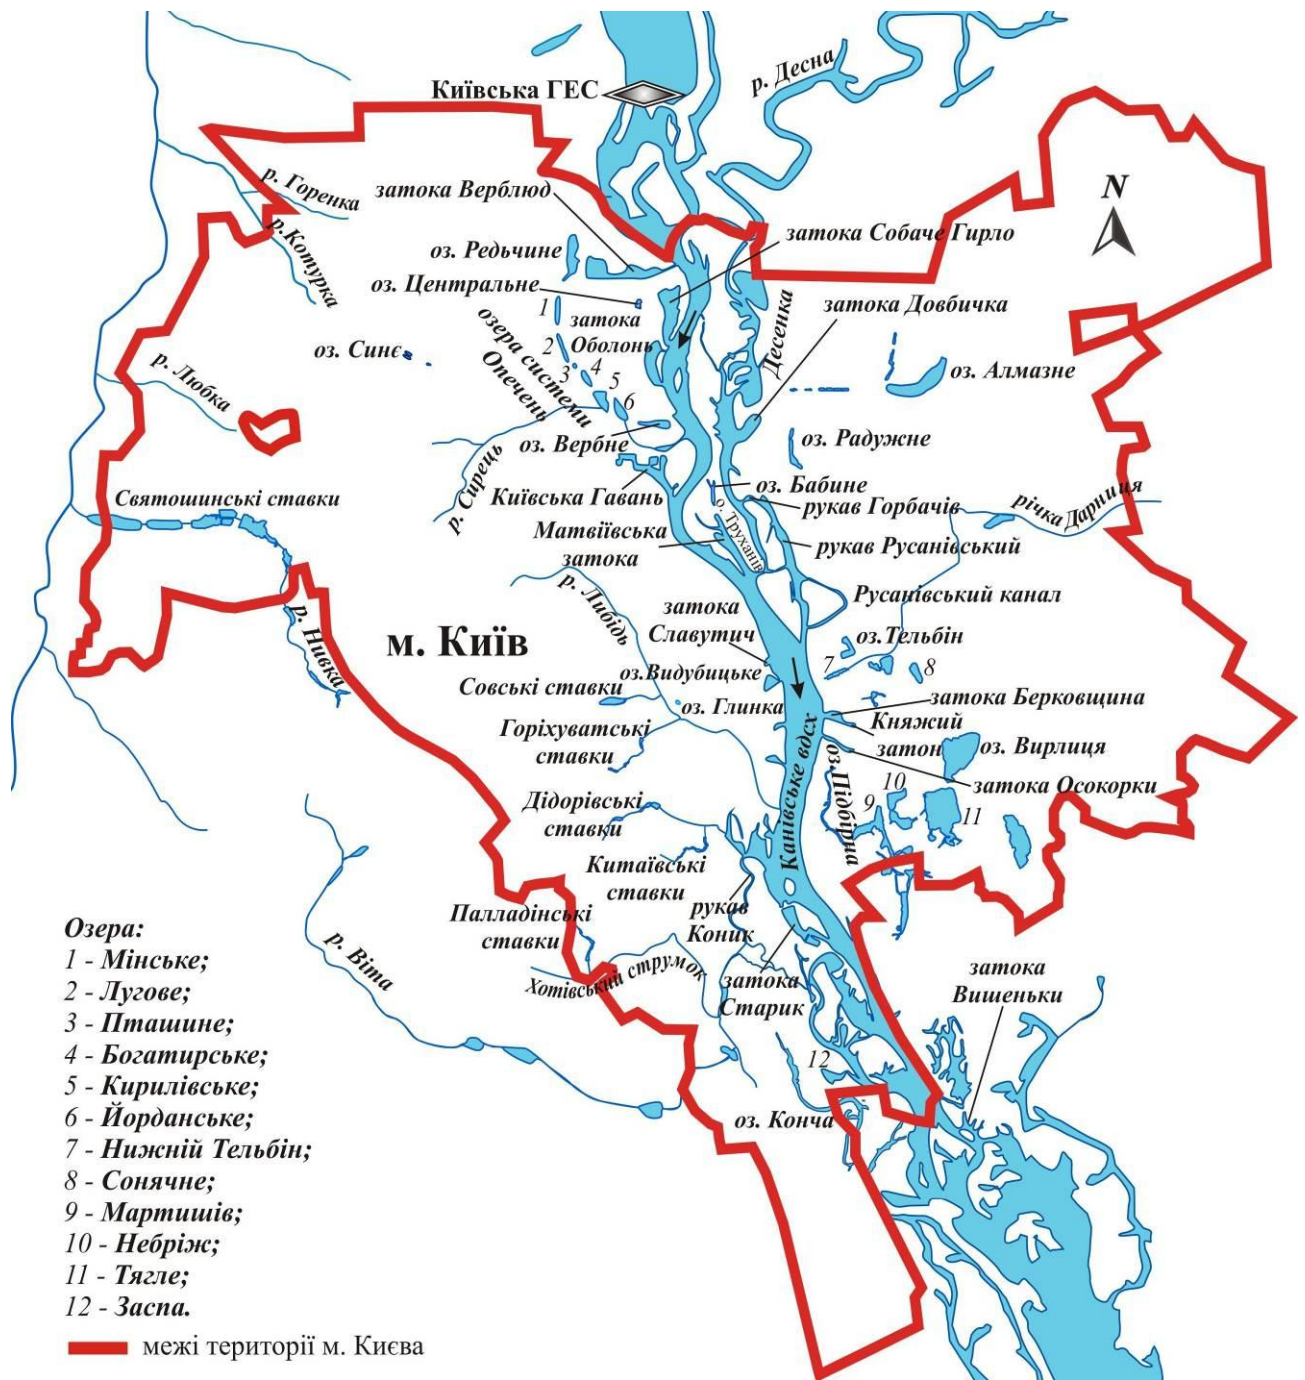 Київська ГЕС
р. Десна
р. Горенка
затока Верблюд
р.Котурка
N
затока Собаче Гирло
оз. Редьчине
оз. Центральне
1
затока
Оболонь
Десенка
затока Довбичка
2
оз. Синє
озера системи
Опечень
3
4
5
6
р. Любка
оз. Алмазне
оз. Вербне
оз. Радужне
р. Сирець
Святошинські ставки
Київська Гавань
оз. Бабине
рукав Горбачів
річка Дарниця
о. Труханів
Матвіївська
затока
рукав Русанівський
р. Либідь
затока
Славутич
Русанівський канал
р. Нивка
м. Київ
оз.Тельбін
7
8
оз.Видубицьке
Совські ставки
оз. Глинка
затока Берковщина
Княжий
затон
Горіхуватські
ставки
Канівське вдсх
оз.Підбірна
оз. Вирлиця
затока Осокорки
9
10
11
Дідорівські
ставки
Китаївські
ставки
рукав
Коник
Палладінські
ставки
р. Віта
Хотівський струмок
затока
Старик
затока
Вишеньки
12
оз. Конча
Озера:
1 - Мінське;
2 - Лугове;
3 - Пташине;
4 - Богатирське;
5 - Кирилівське;
6 - Йорданське;
7 - Нижній Тельбін;
8 - Сонячне;
9 - Мартишів;
10 - Небріж;
11 - Тягле;
12 - Заспа.
межі території м. Києва